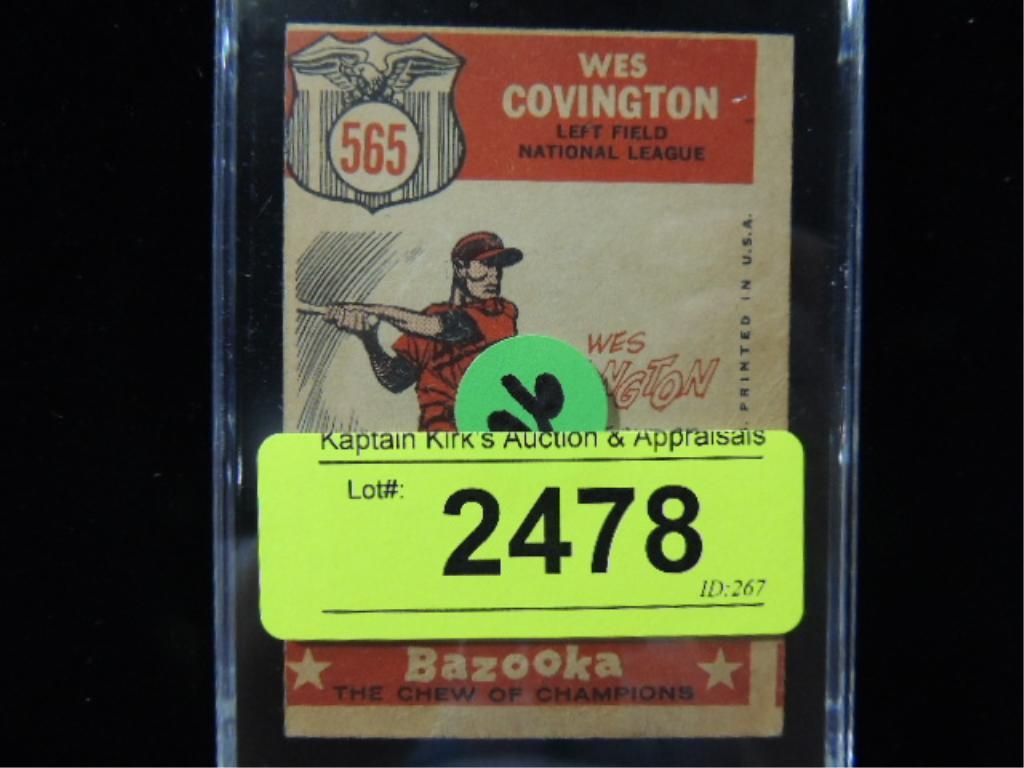 565
WES
COVINGTON
LEFT FIELD
NATIONAL LEAGUE
PRINTED IN U.S.A.
WES
NGTON
Kaptain Kirk's Auction & Appraisals
Lot#:
2478
ID:267
Bazooka
THE CHEW OF CHAMPIONS